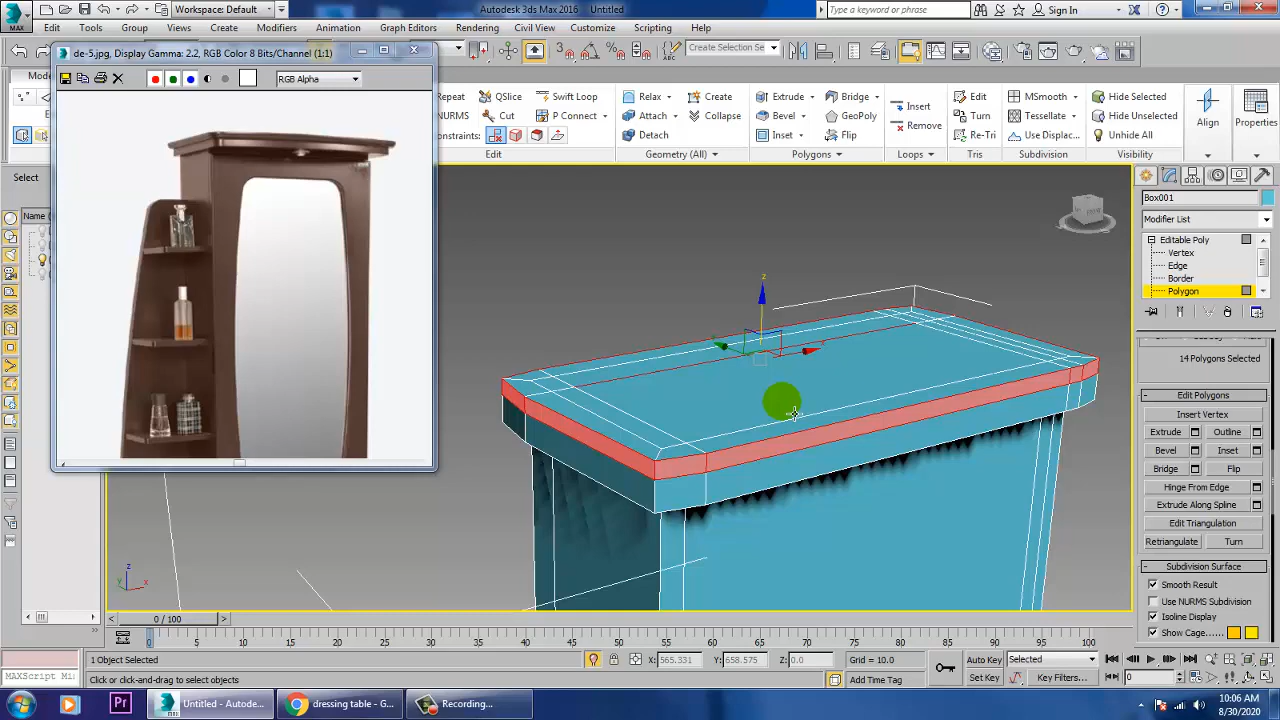 MAX
Workspace: Default
Autodesk 3ds Max 2016 Untitled
Type a keyword or phrase
Sign In
Edit Tools Group Views Create Modifiers Animation Graph Editors Rendering Civil View Customize Scripting Help
de-5.jpg, Display Gamma: 2.2, RGB Color 8 Bits/Channel (1:1)
RGB Alpha
Create Selection Se
Repeat QSlice Swift Loop Relax Create Extrude Bridge Insert Edit MSmooth Hide Selected
NURMS Cut P Connect Attach Collapse Bevel GeoPoly Remove Turn Tessellate Hide Unselected
Constraints: Detach Inset Flip Re-Tri Use Displac... Unhide All
Align Properties
Edit Geometry (All) Polygons Loops Tris Subdivision Visibility
Select
Name (
Box001
Modifier List
Editable Poly
Vertex
Edge
Border
Polygon
14 Polygons Selected
Edit Polygons
Insert Vertex
Extrude Outline
Bevel Inset
Bridge Flip
Hinge From Edge
Extrude Along Spline
Edit Triangulation
Retriangulate Turn
Subdivision Surface
Smooth Result
Use NURMS Subdivision
Isoline Display
Show Cage......
z
z
x
y
0 / 100
0 5 10 15 20 25 30 35 40 45 50 55 60 65 70 75 80 85 90 95 100
1 Object Selected
X: 565.331 Y: 658.575 Z: 0.0 Grid = 10.0
Auto Key Selected
MAXScript Mi
Click or click-and-drag to select objects
Add Time Tag
Set Key Key Filters...
0
Untitled - Autode...
dressing table - G...
Recording...
Pr
10:06 AM
8/30/2020